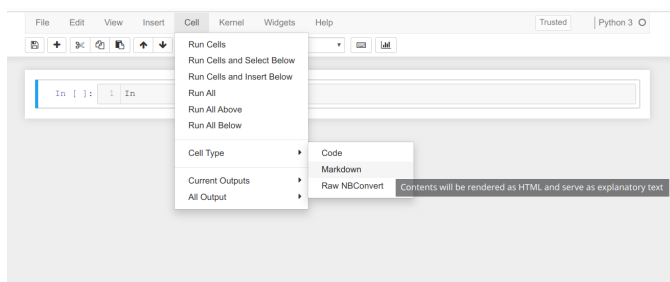 File Edit View Insert Cell Kernel Widgets Help Trusted Python 3
Run Cells
Run Cells and Select Below
Run Cells and Insert Below
Run All
Run All Above
Run All Below
In [ ]: 1 In
Cell Type
Code
Markdown
Raw NBConvert
Contents will be rendered as HTML and serve as explanatory text
Current Outputs
All Output